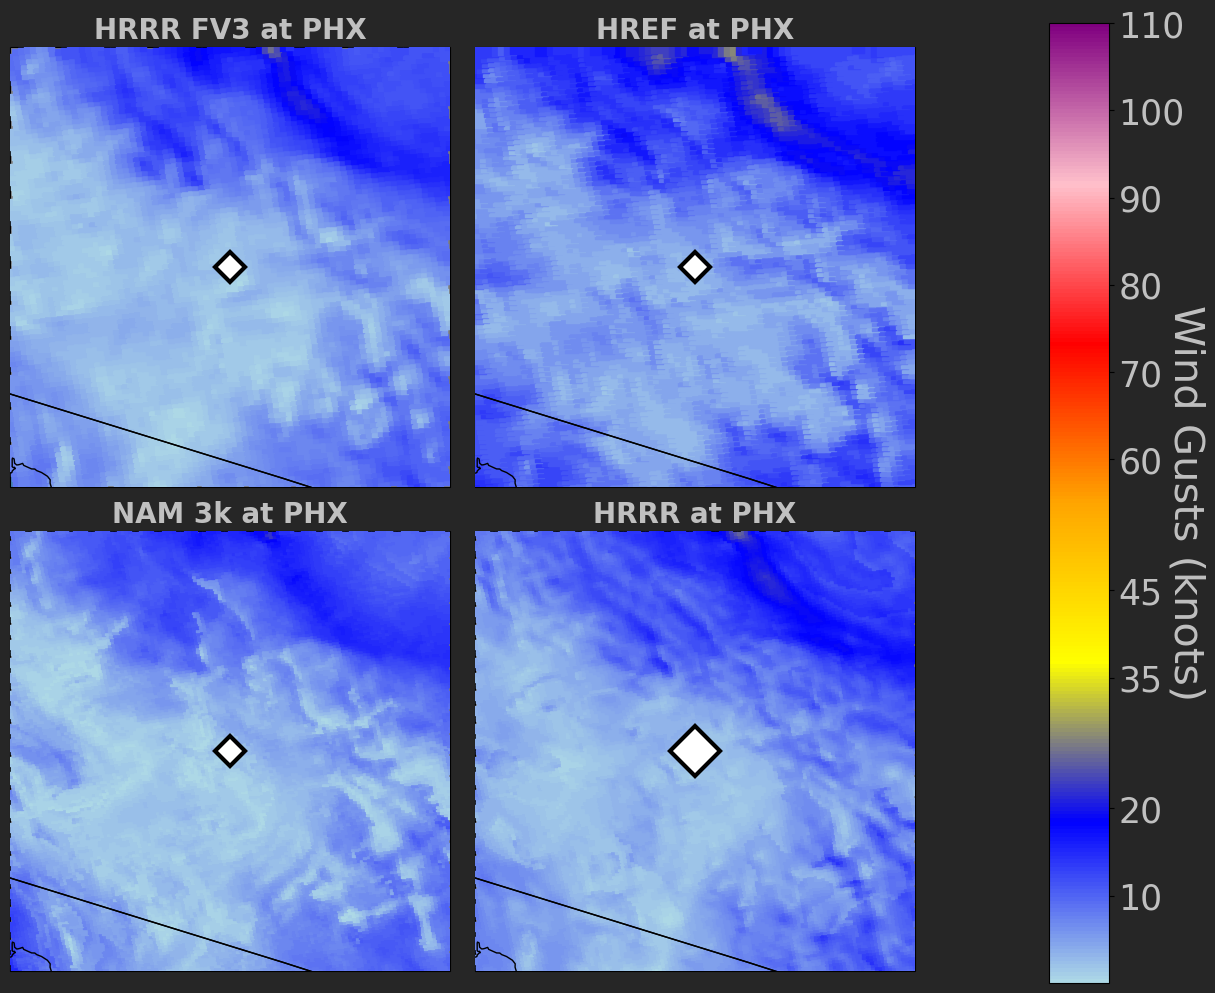 HRRR FV3 at PHX
HREF at PHX
NAM 3k at PHX
HRRR at PHX
110
100
90
80
70
60
45
35
20
10
Wind Gusts (knots)